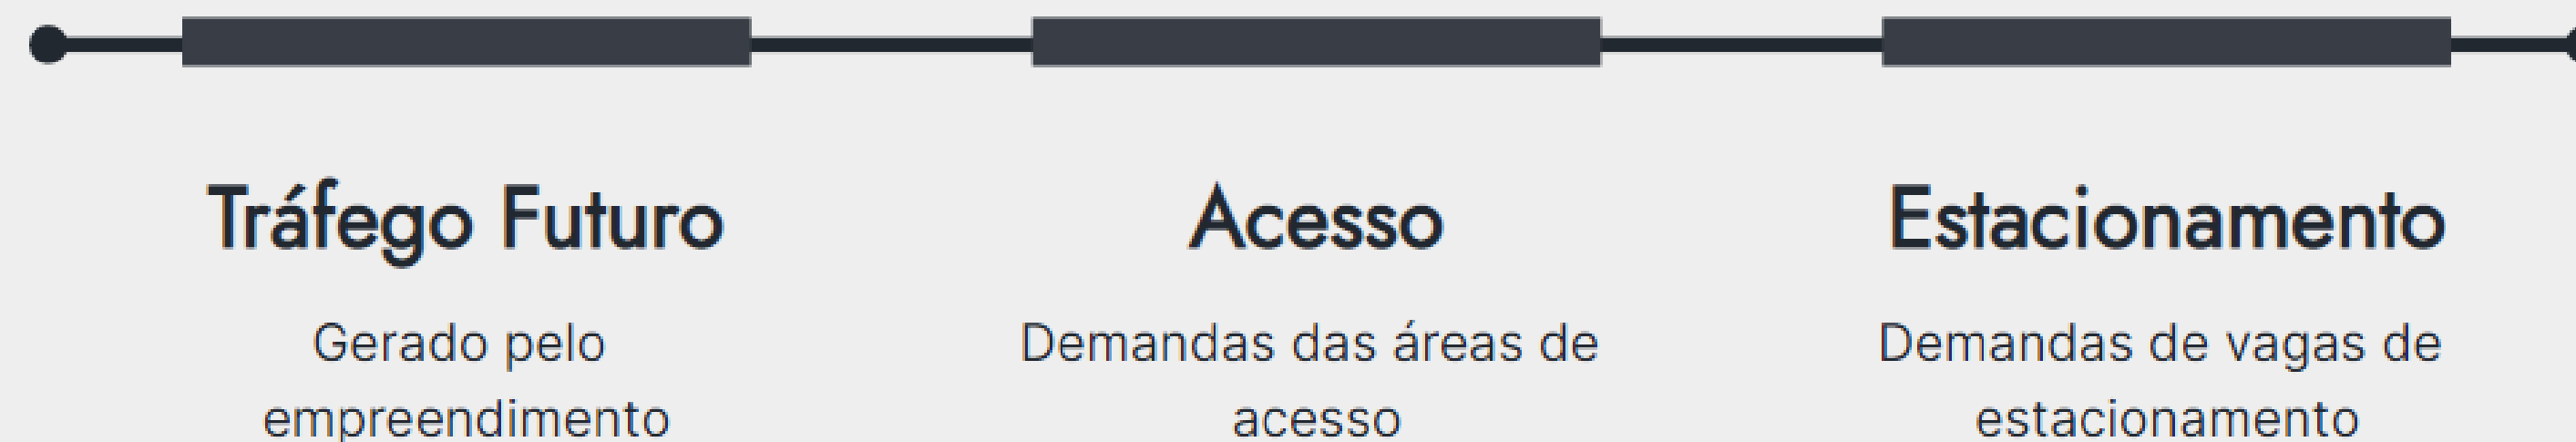 Tráfego Futuro
Gerado pelo
empreendimento
Acesso
Demandas das áreas de
acesso
Estacionamento
Demandas de vagas de
estacionamento